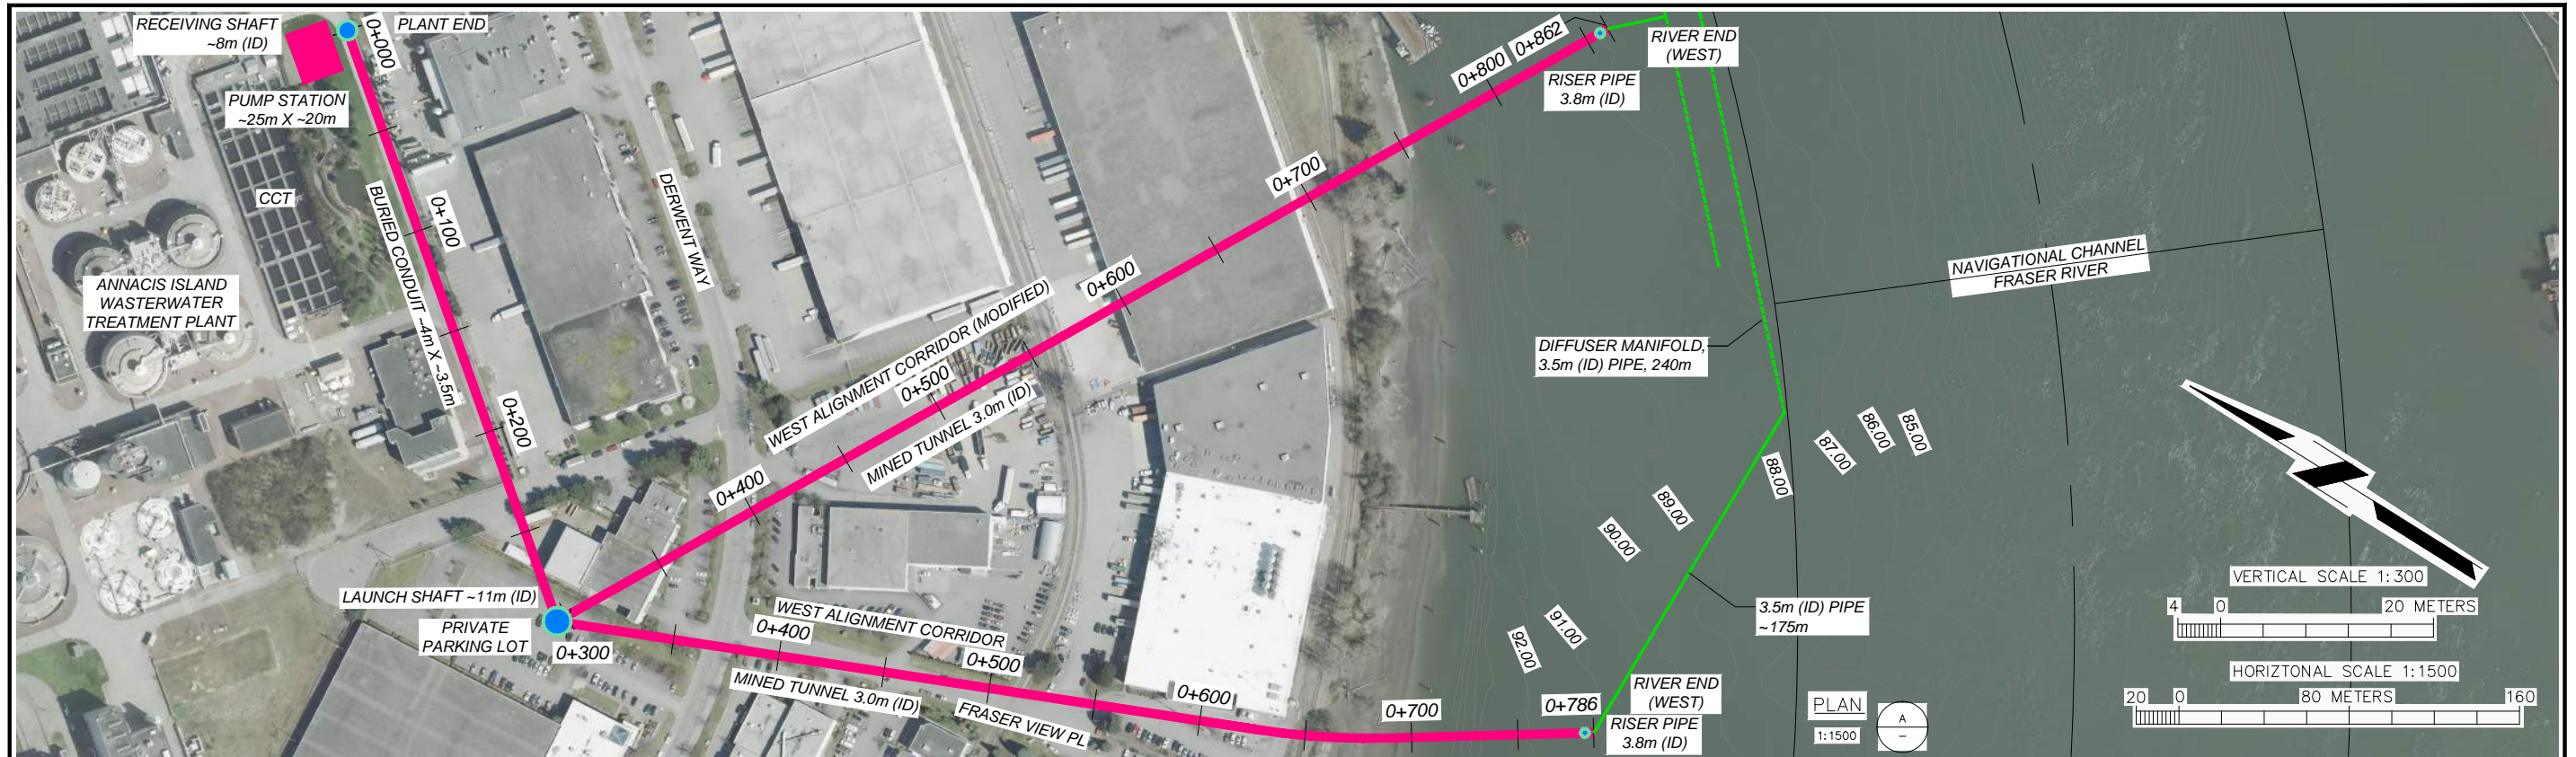 RECEIVING SHAFT
~8m (ID)
0+000
PLANT END
PUMP STATION
~25m X ~20m
CCT
ANNACIS ISLAND
WASTERWATER
TREATMENT PLANT
BURIED CONDUIT ~4m X ~3.5m
0+100
0+200
DERWENT WAY
LAUNCH SHAFT ~11m (ID)
PRIVATE
PARKING LOT
0+300
WEST ALIGNMENT CORRIDOR (MODIFIED)
MINED TUNNEL 3.0m (ID)
0+400
0+500
0+600
0+700
0+800
0+862
RISER PIPE
3.8m (ID)
RIVER END
(WEST)
WEST ALIGNMENT CORRIDOR
0+400
0+500
0+600
0+700
0+786
MINED TUNNEL 3.0m (ID)
FRASER VIEW PL
RIVER END
(WEST)
RISER PIPE
3.8m (ID)
DIFFUSER MANIFOLD,
3.5m (ID) PIPE, 240m
NAVIGATIONAL CHANNEL
FRASER RIVER
85.00
86.00
87.00
88.00
89.00
90.00
91.00
92.00
3.5m (ID) PIPE
~175m
PLAN
1:1500
A
–
VERTICAL SCALE 1:300
4 0 20 METERS
HORIZTONAL SCALE 1:1500
20 0 80 METERS 160